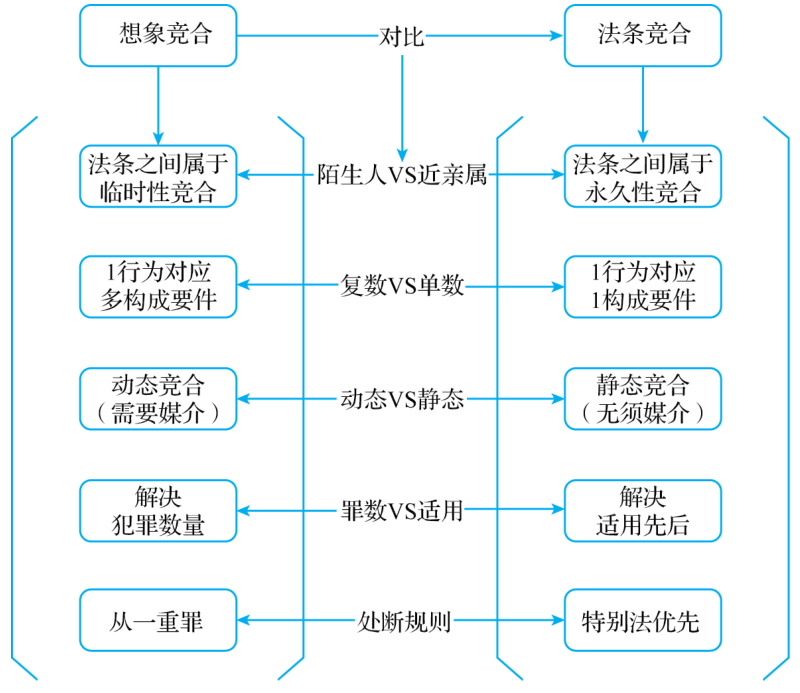 想象竞合
对比
法条竞合
法条之间属于
临时性竞合
陌生人VS近亲属
法条之间属于
永久性竞合
1行为对应
多构成要件
复数VS单数
1行为对应
1构成要件
动态竞合
（需要媒介）
动态VS静态
静态竞合
（无须媒介）
解决
犯罪数量
罪数VS适用
解决
适用先后
从一重罪
处断规则
特别法优先